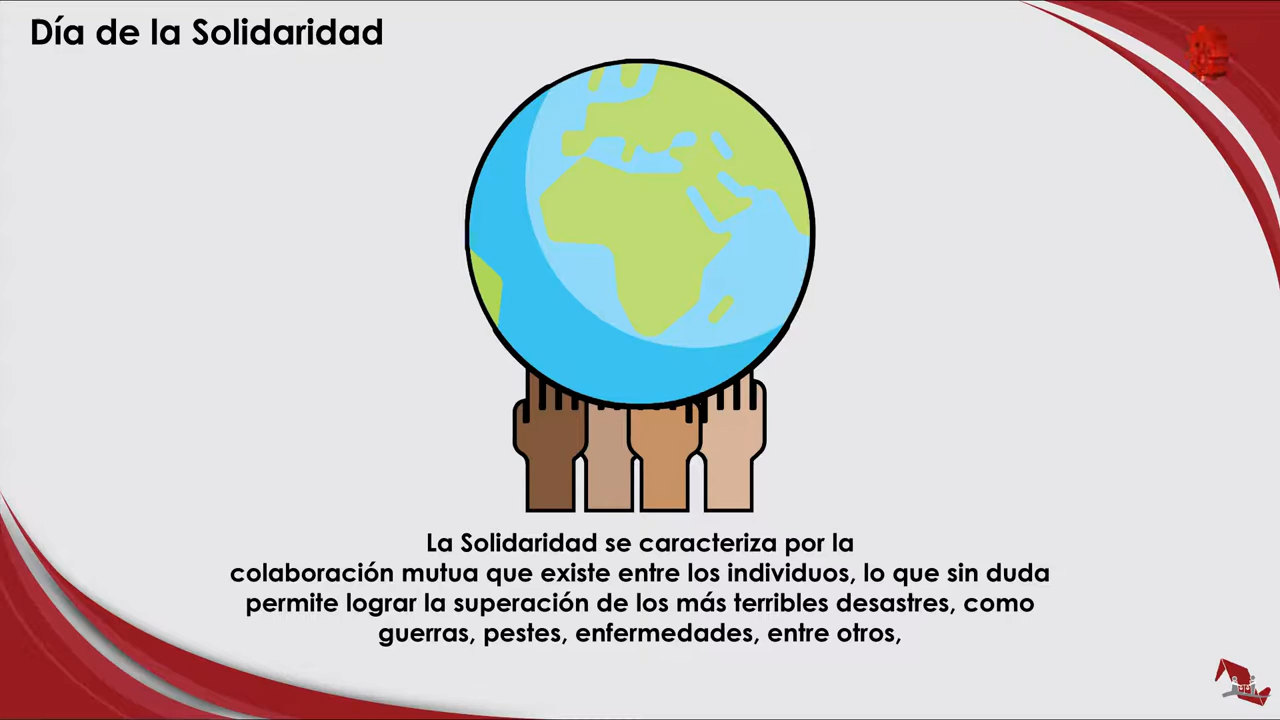 Día de la Solidaridad
La Solidaridad se caracteriza por la
colaboración mutua que existe entre los individuos, lo que sin duda
permite lograr la superación de los más terribles desastres, como
guerras, pestes, enfermedades, entre otros,